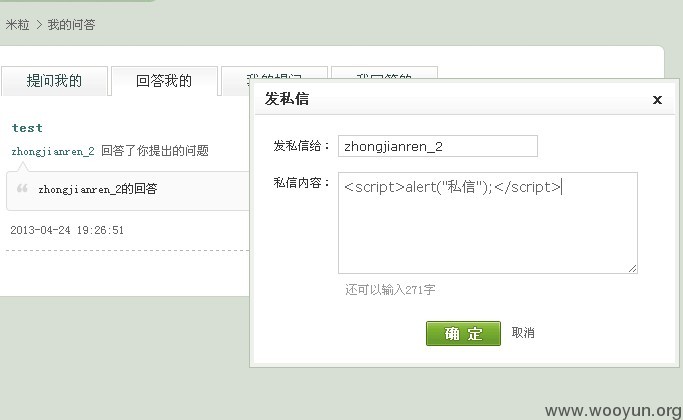 米粒 > 我的问答
提问我的 回答我的 我的提问 我回答的
发私信 x
test
zhongjianren_2 回答了你提出的问题
发私信给： zhongjianren_2
zhongjianren_2的回答
私信内容： <script>alert("私信");</script>
2013-04-24 19:26:51
还可以输入271字
确 定 取消
www.wooyun.org